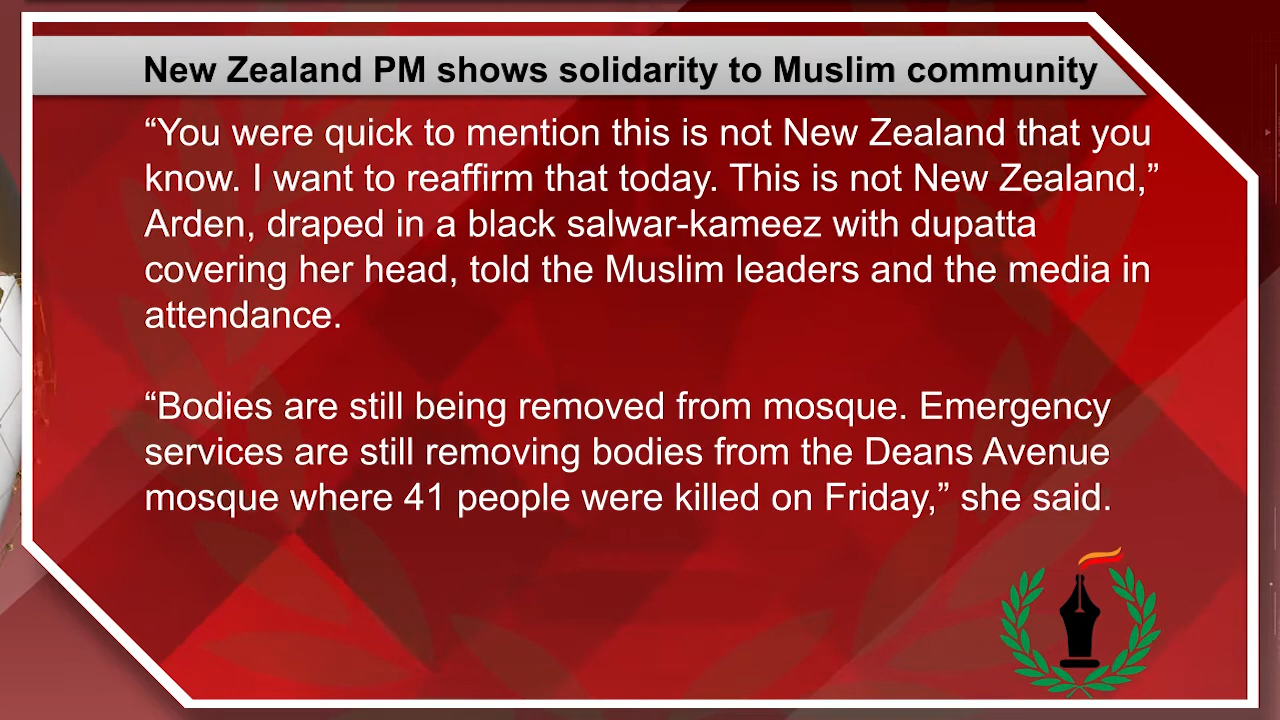 New Zealand PM shows solidarity to Muslim community
“You were quick to mention this is not New Zealand that you
know. I want to reaffirm that today. This is not New Zealand,”
Arden, draped in a black salwar-kameez with dupatta
covering her head, told the Muslim leaders and the media in
attendance.
“Bodies are still being removed from mosque. Emergency
services are still removing bodies from the Deans Avenue
mosque where 41 people were killed on Friday,” she said.